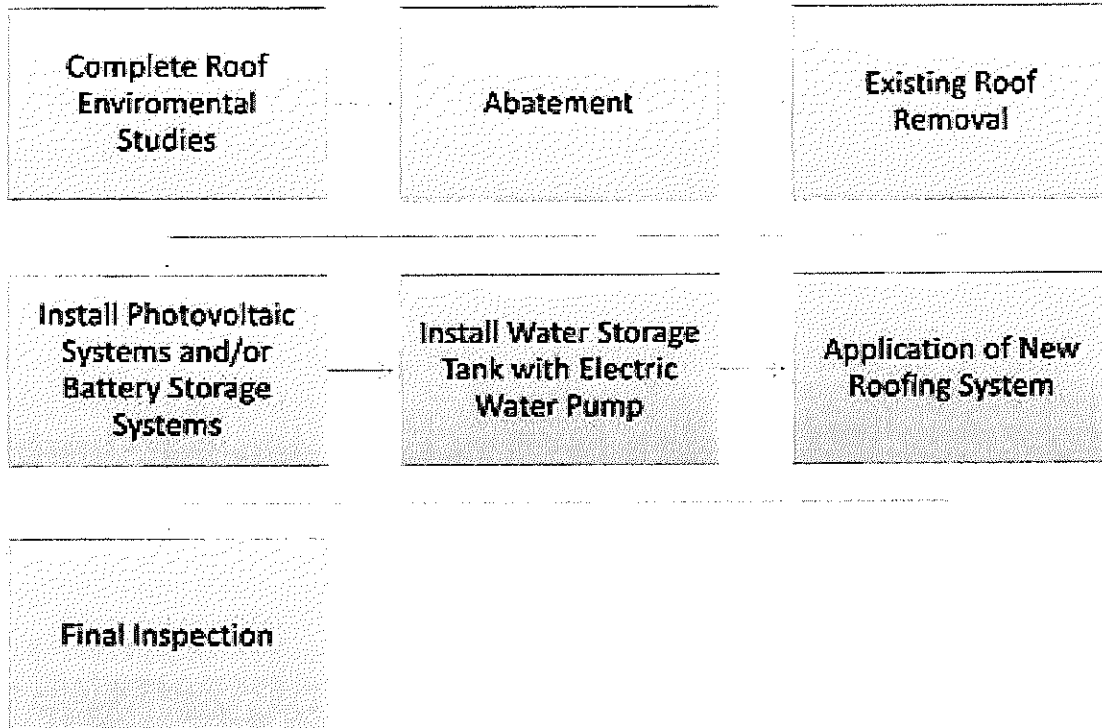 Complete Roof
Enviromental
Studies
Abatement
Existing Roof
Removal
Install Photovoltaic
Systems and/or
Battery Storage
Systems
Install Water Storage
Tank with Electric
Water Pump
Application of New
Roofing System
Final Inspection